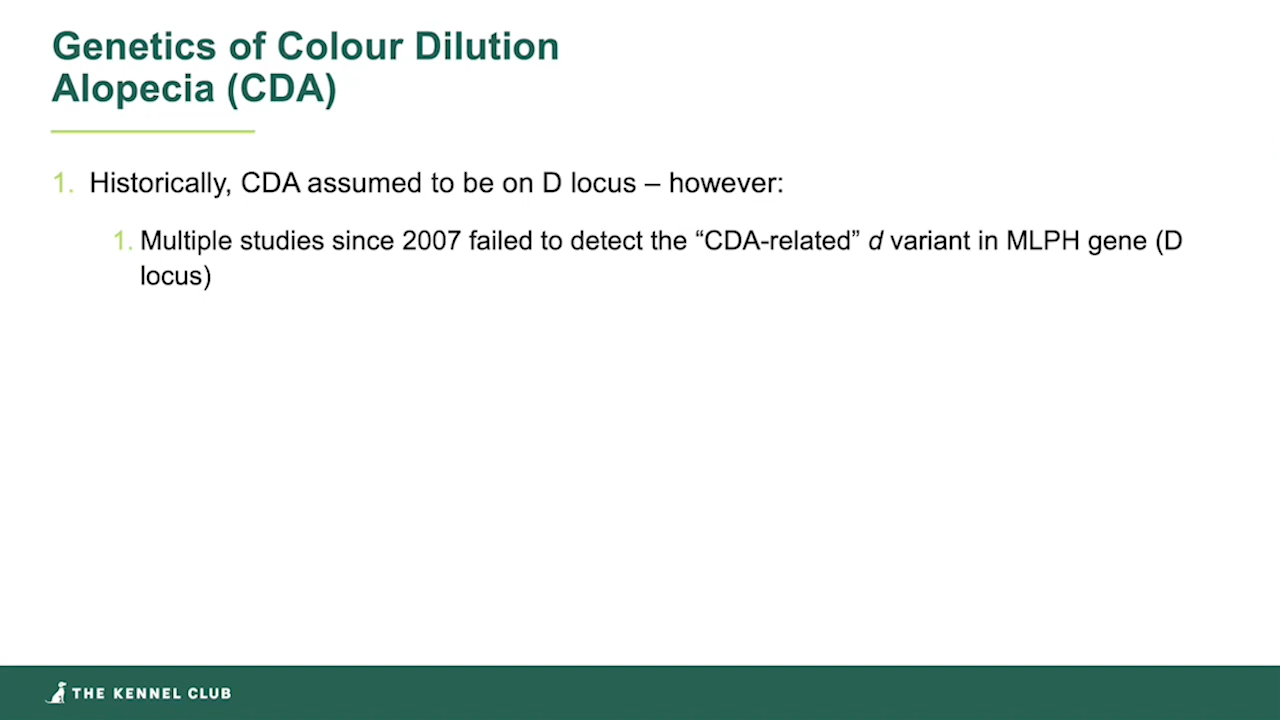 Genetics of Colour Dilution
Alopecia (CDA)
1. Historically, CDA assumed to be on D locus – however:
1. Multiple studies since 2007 failed to detect the “CDA-related” d variant in MLPH gene (D
locus)
THE KENNEL CLUB